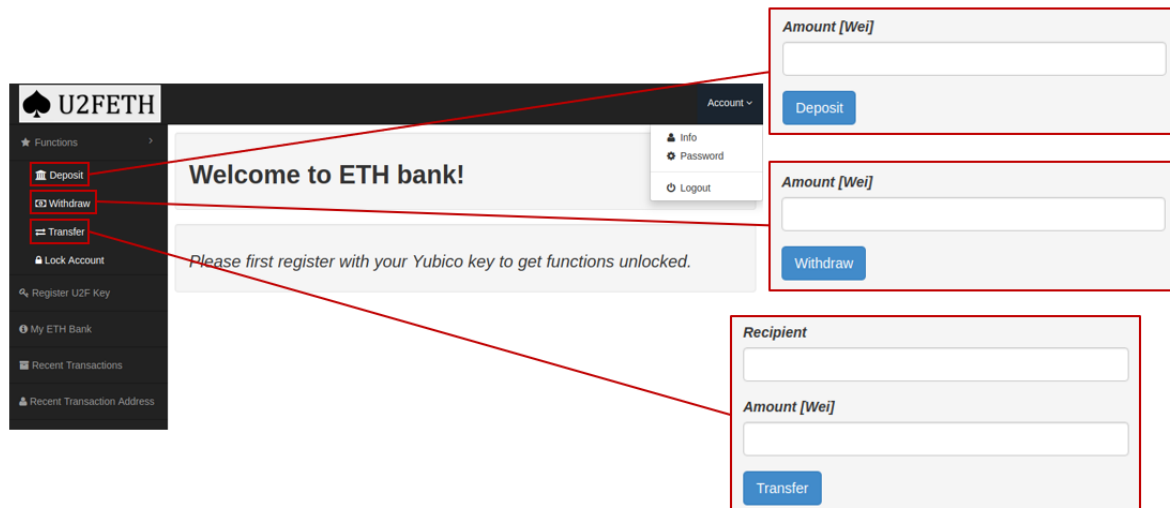 U2FETH
Account
Functions
Deposit
Withdraw
Transfer
Lock Account
Register U2F Key
My ETH Bank
Recent Transactions
Recent Transaction Address
Info
Password
Logout
Welcome to ETH bank!
Please first register with your Yubico key to get functions unlocked.
Amount [Wei]
Deposit
Amount [Wei]
Withdraw
Recipient
Amount [Wei]
Transfer